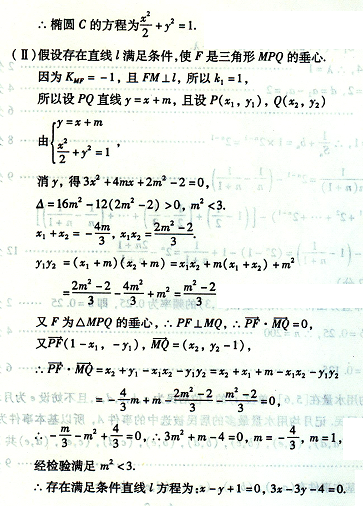 ∴椭圆 C 的方程为x²/2+y²=1.
(Ⅱ)假设存在直线 l 满足条件,使 F 是三角形 MPQ 的垂心.
因为 K_MF=-1,且 FM⊥l,所以 k₁=1,
所以设 PQ 直线 y=x+m,且设 P(x₁,y₁),Q(x₂,y₂)
由{y=x+m
x²/2+y²=1,
消 y,得 3x²+4mx+2m²-2=0,
Δ=16m²-12(2m²-2)>0,m²<3.
x₁+x₂=-4m/3,x₁x₂=(2m²-2)/3.
y₁y₂=(x₁+m)(x₂+m)=x₁x₂+m(x₁+x₂)+m²
=(2m²-2)/3-4m²/3+m²=(m²-2)/3
又 F 为△MPQ 的垂心,∴PF⊥MQ,∴PF·MQ=0,
又PF(1-x₁,-y₁),MQ=(x₂,y₂-1),
∴PF·MQ=x₂+y₁-x₁x₂-y₁y₂=x₂+x₁+m-x₁x₂-y₁y₂
=-4/3m+m-(2m²-2)/3-(m²-2)/3=0,
∴-m/3-m²+4/3=0,∴3m²+m-4=0,m=-4/3,m=1,
经检验满足 m²<3.
∴存在满足条件直线 l 方程为:x-y+1=0,3x-3y-4=0.